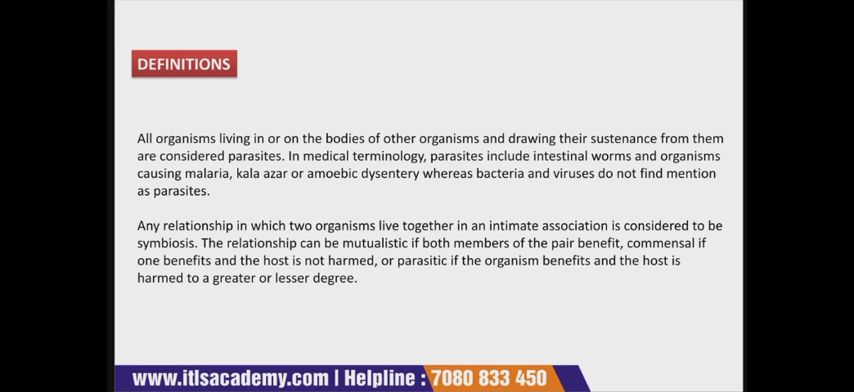 DEFINITIONS
All organisms living in or on the bodies of other organisms and drawing their sustenance from them
are considered parasites. In medical terminology, parasites include intestinal worms and organisms
causing malaria, kala azar or amoebic dysentery whereas bacteria and viruses do not find mention
as parasites.
Any relationship in which two organisms live together in an intimate association is considered to be
symbiosis. The relationship can be mutualistic if both members of the pair benefit, commensal if
one benefits and the host is not harmed, or parasitic if the organism benefits and the host is
harmed to a greater or lesser degree.
www.itlsacademy.com | Helpline : 7080 833 450